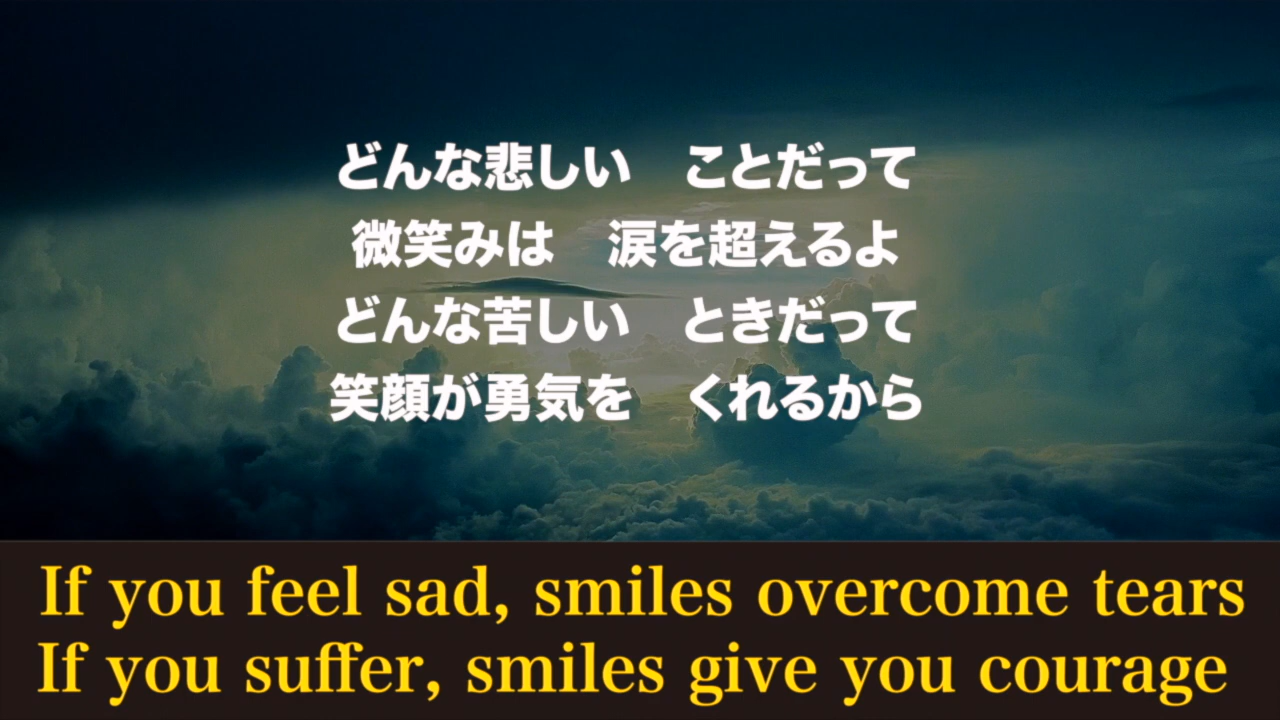 どんな悲しい　ことだって
微笑みは　涙を超えるよ
どんな苦しい　ときだって
笑顔が勇気を　くれるから
If you feel sad, smiles overcome tears
If you suffer, smiles give you courage